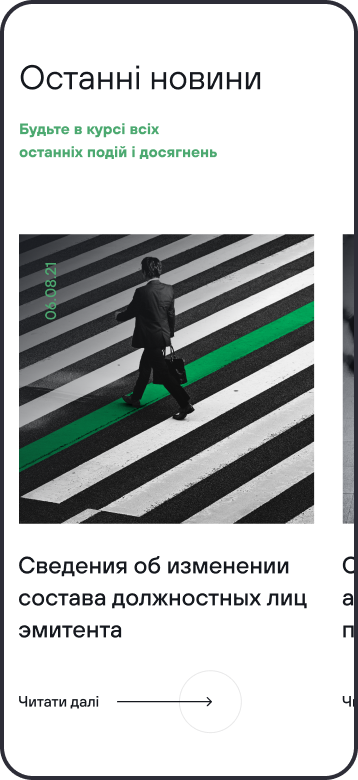 Останні новини
Будьте в курсі всіх
останніх подій і досягнень
06.08.21
Сведения об изменении
состава должностных лиц
эмитента
Читати далі